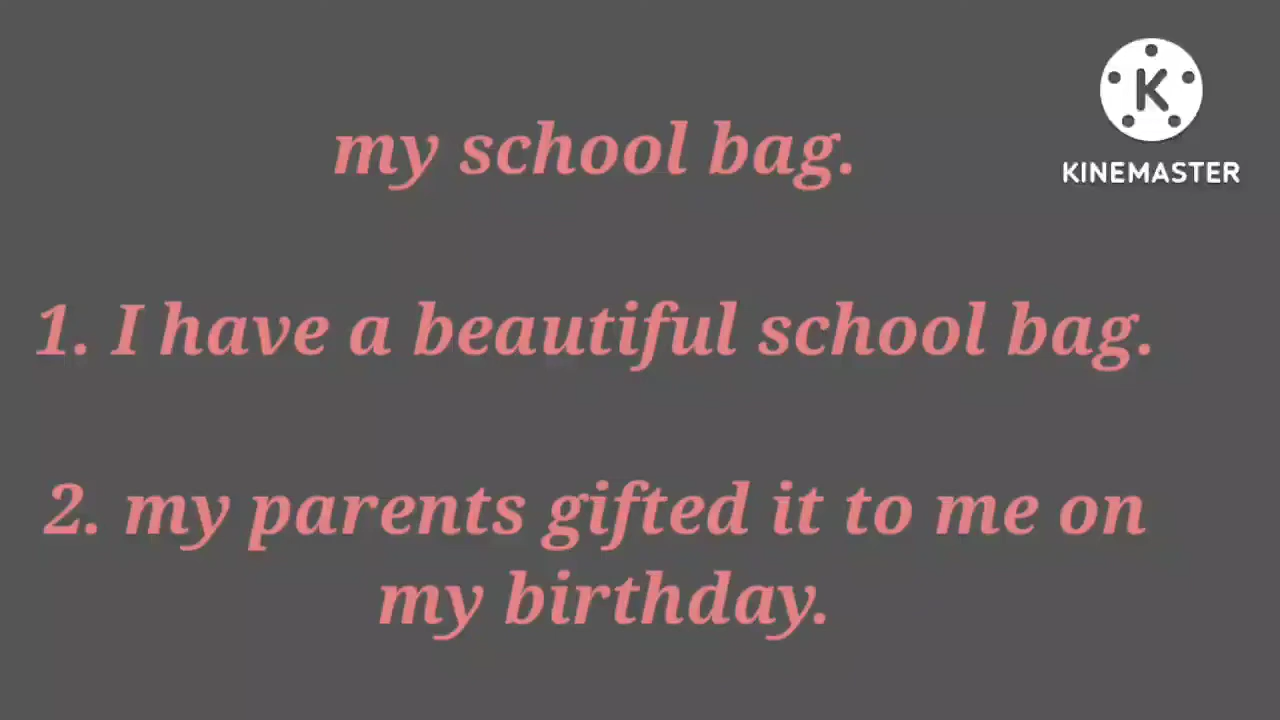 my school bag.
K
KINEMASTER
1. I have a beautiful school bag.
2. my parents gifted it to me on
my birthday.